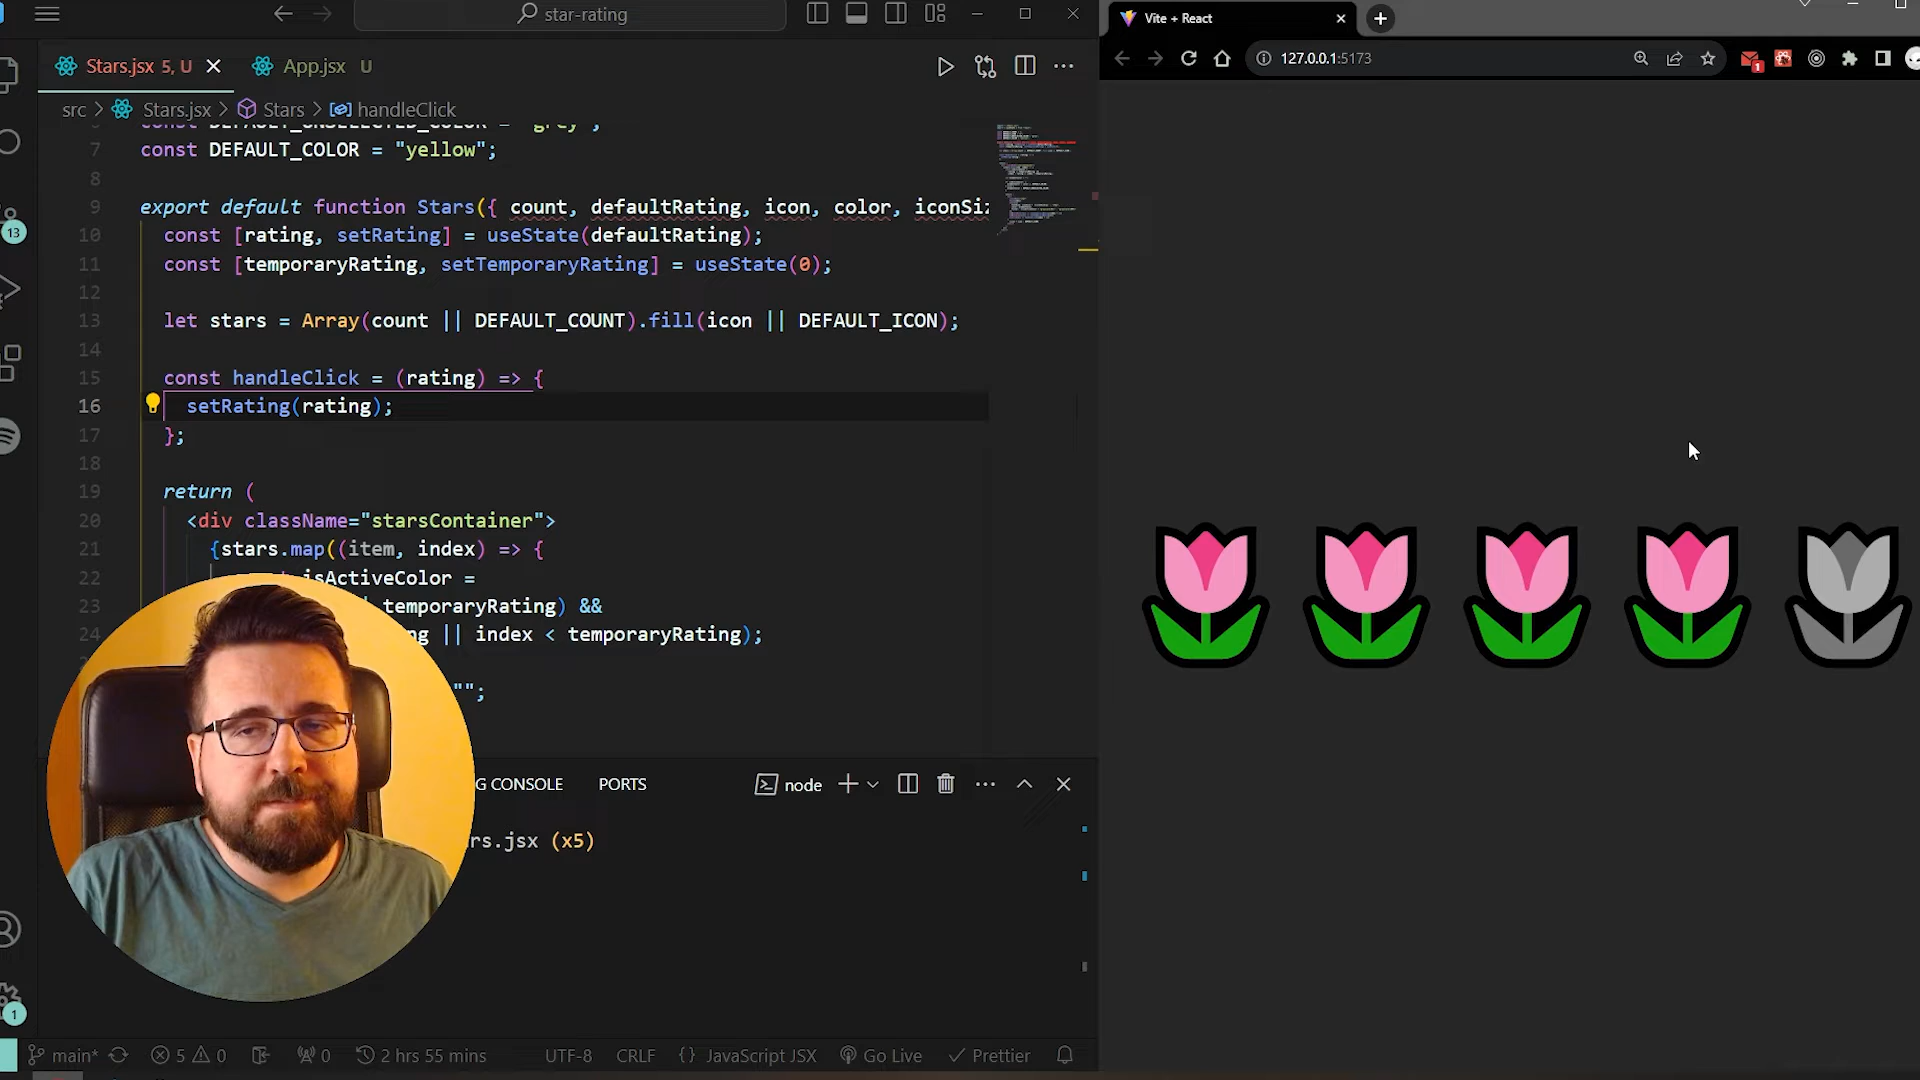 star-rating
Stars.jsx 5, U
App.jsx U
src > Stars.jsx > Stars > handleClick
7 const DEFAULT_COLOR = "yellow";
8
9 export default function Stars({ count, defaultRating, icon, color, iconSiz
10 const [rating, setRating] = useState(defaultRating);
11 const [temporaryRating, setTemporaryRating] = useState(0);
12
13 let stars = Array(count || DEFAULT_COUNT).fill(icon || DEFAULT_ICON);
14
15 const handleClick = (rating) => {
16 setRating(rating);
17 };
18
19 return (
20 <div className="starsContainer">
21 {stars.map((item, index) => {
22 isActiveColor =
23 temporaryRating) &&
24 || index < temporaryRating);
"";
13
1
CONSOLE
PORTS
node
rs.jsx (x5)
main*
5
0
0
2 hrs 55 mins
UTF-8
CRLF
{} JavaScript JSX
Go Live
Prettier
Vite + React
127.0.0.1:5173
1